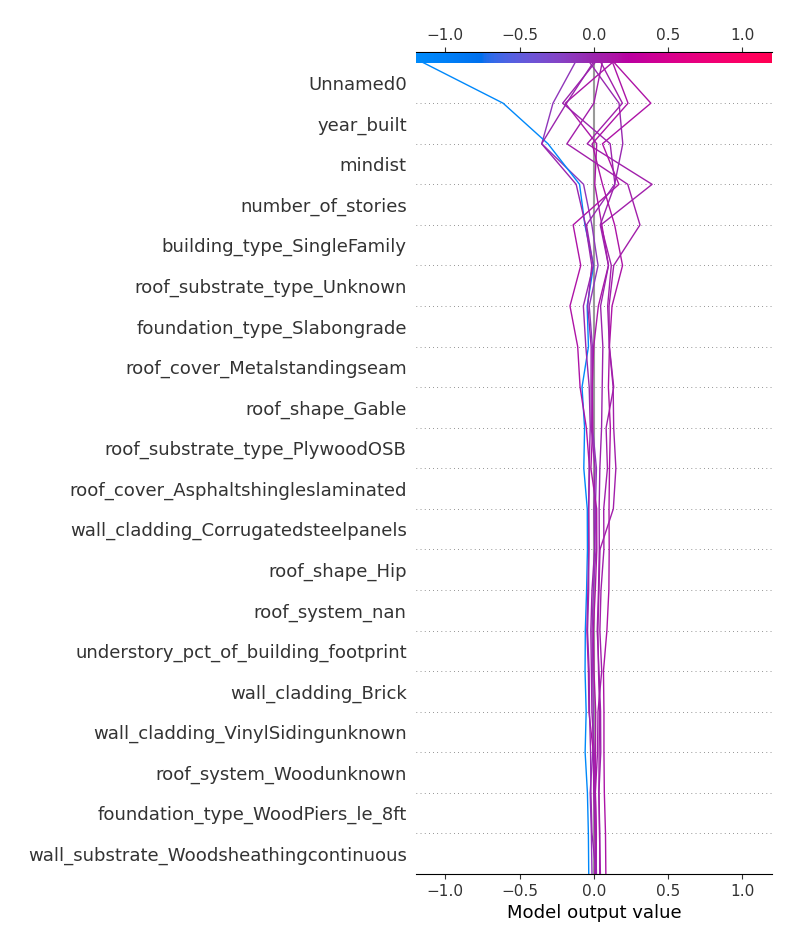 −1.0 −0.5 0.0 0.5 1.0
Unnamed0
year_built
mindist
number_of_stories
building_type_SingleFamily
roof_substrate_type_Unknown
foundation_type_Slabongrade
roof_cover_Metalstandingseam
roof_shape_Gable
roof_substrate_type_PlywoodOSB
roof_cover_Asphaltshingleslaminated
wall_cladding_Corrugatedsteelpanels
roof_shape_Hip
roof_system_nan
understory_pct_of_building_footprint
wall_cladding_Brick
wall_cladding_VinylSidingunknown
roof_system_Woodunknown
foundation_type_WoodPiers_le_8ft
wall_substrate_Woodsheathingcontinuous
−1.0 −0.5 0.0 0.5 1.0
Model output value